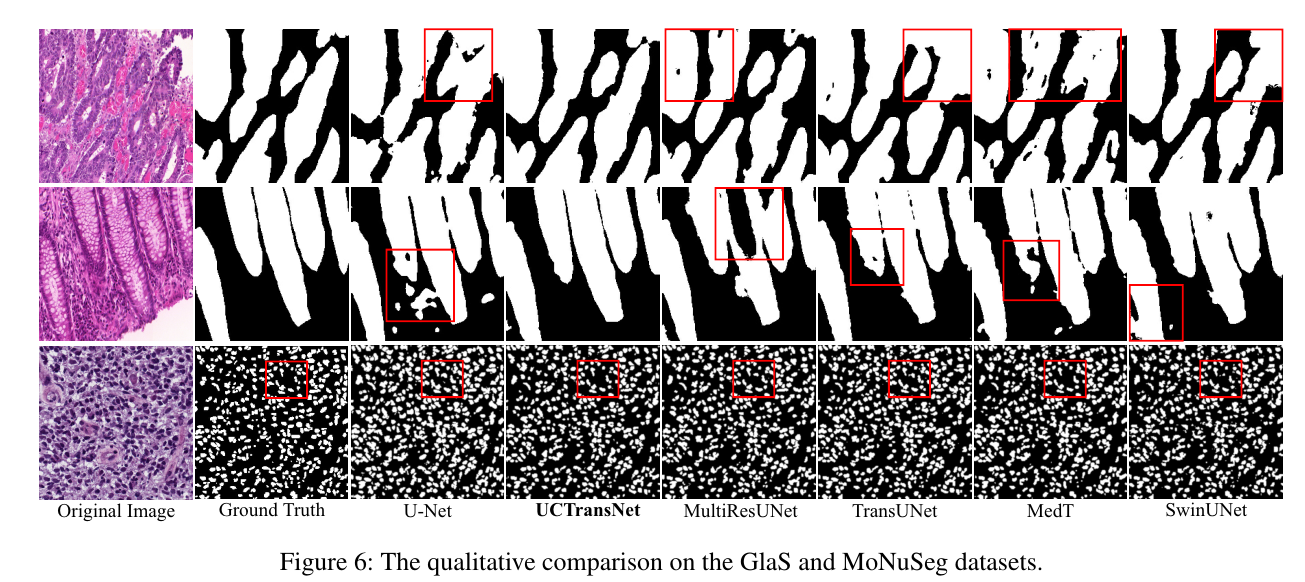 Original Image
Ground Truth
U-Net
UCTransNet
MultiResUNet
TransUNet
MedT
SwinUNet
Figure 6: The qualitative comparison on the GlaS and MoNuSeg datasets.